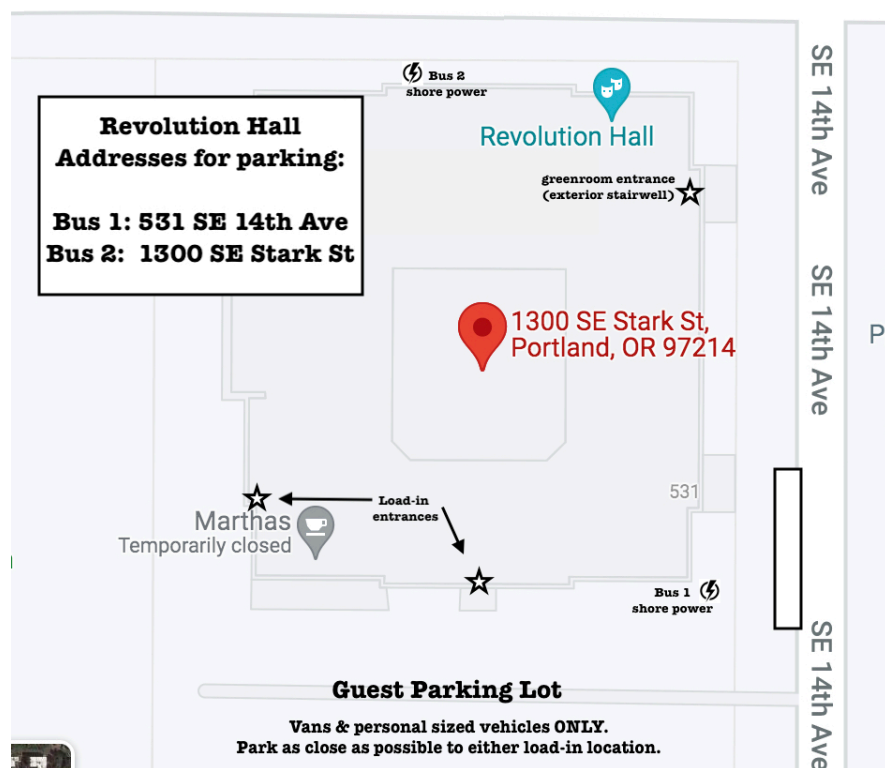 Bus 2
shore power
Revolution Hall
Addresses for parking:
Bus 1: 531 SE 14th Ave
Bus 2: 1300 SE Stark St
Revolution Hall
SE 14th Ave
greenroom entrance
(exterior stairwell)
1300 SE Stark St,
Portland, OR 97214
SE 14th Ave
P
531
Load-in
entrances
Marthas
Temporarily closed
Bus 1
shore power
SE 14th Ave
Guest Parking Lot
Vans & personal sized vehicles ONLY.
Park as close as possible to either load-in location.